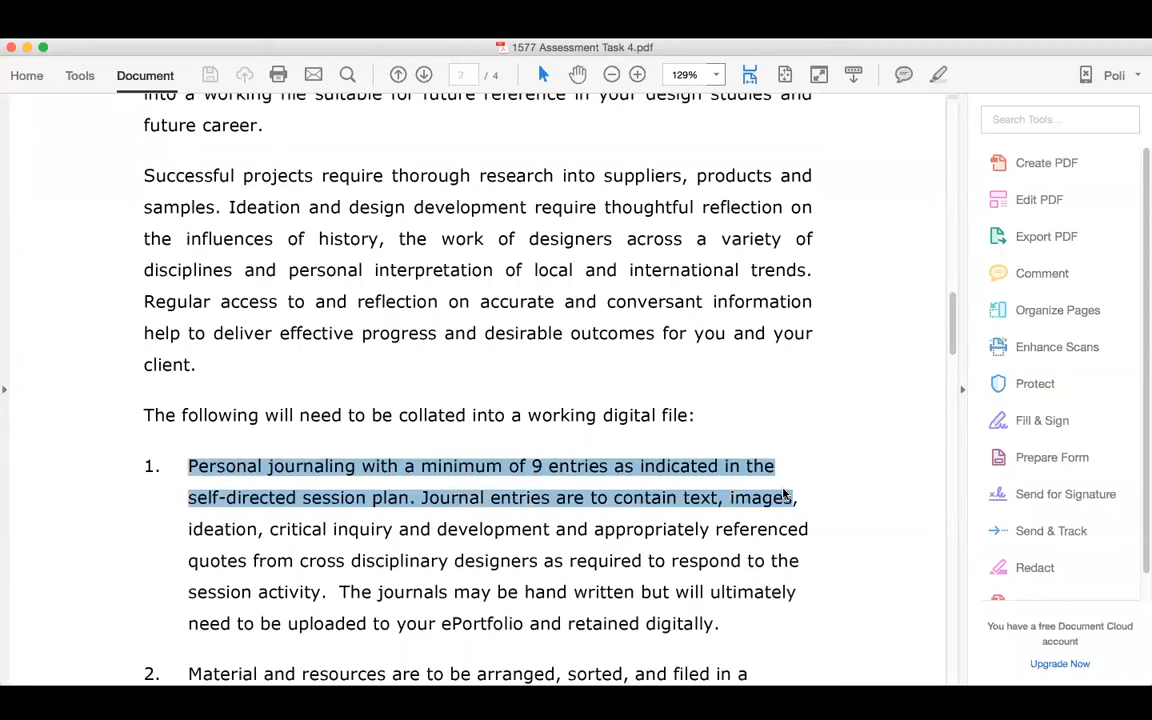 1577 Assessment Task 4.pdf
Home Tools Document 2 / 4 129% Poli
into a working file suitable for future reference in your design studies and
future career.
Successful projects require thorough research into suppliers, products and
samples. Ideation and design development require thoughtful reflection on
the influences of history, the work of designers across a variety of
disciplines and personal interpretation of local and international trends.
Regular access to and reflection on accurate and conversant information
help to deliver effective progress and desirable outcomes for you and your
client.
The following will need to be collated into a working digital file:
1. Personal journaling with a minimum of 9 entries as indicated in the
self-directed session plan. Journal entries are to contain text, images,
ideation, critical inquiry and development and appropriately referenced
quotes from cross disciplinary designers as required to respond to the
session activity. The journals may be hand written but will ultimately
need to be uploaded to your ePortfolio and retained digitally.
2. Material and resources are to be arranged, sorted, and filed in a
Search Tools...
Create PDF
Edit PDF
Export PDF
Comment
Organize Pages
Enhance Scans
Protect
Fill & Sign
Prepare Form
Send for Signature
Send & Track
Redact
You have a free Document Cloud
account
Upgrade Now